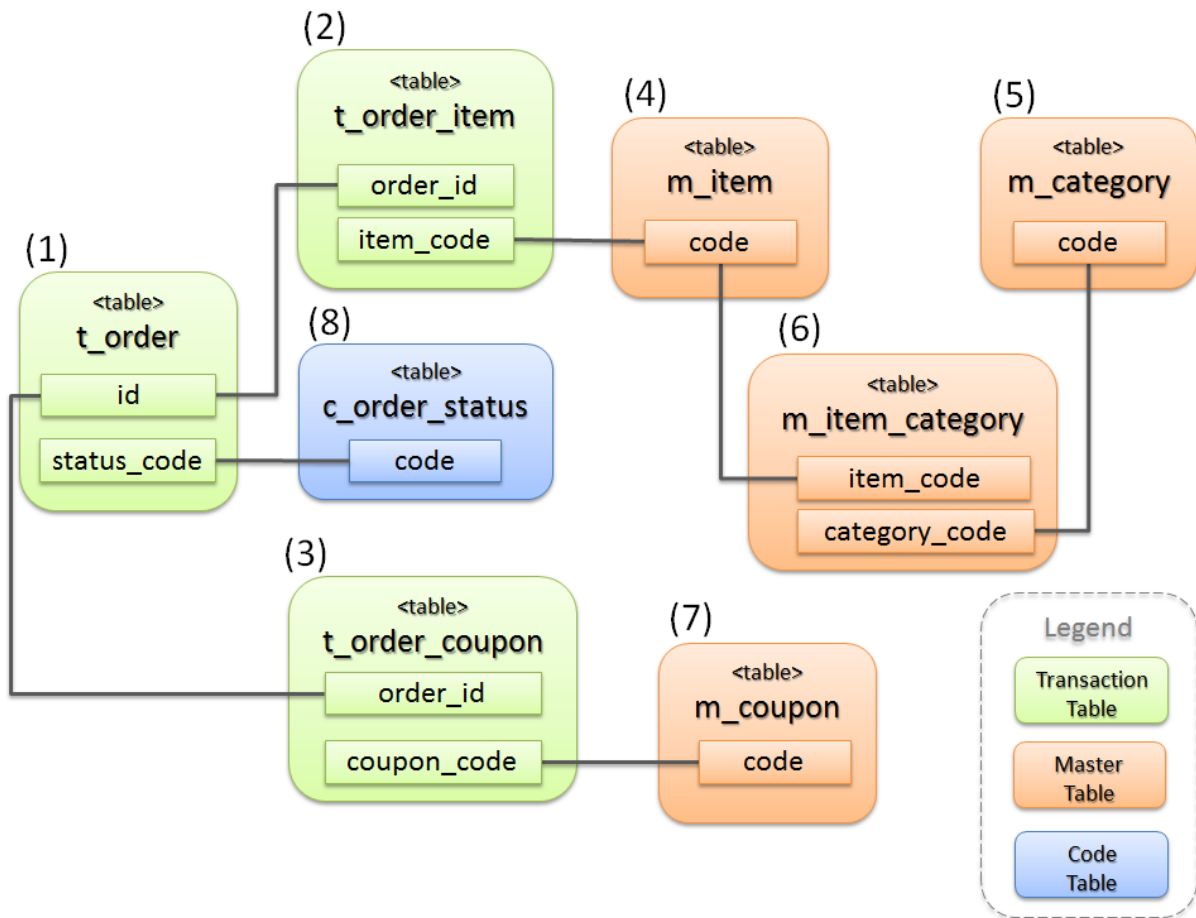 (1)
<table>
t_order
id
status_code
(2)
<table>
t_order_item
order_id
item_code
(8)
<table>
c_order_status
code
(3)
<table>
t_order_coupon
order_id
coupon_code
(4)
<table>
m_item
code
(5)
<table>
m_category
code
(6)
<table>
m_item_category
item_code
category_code
(7)
<table>
m_coupon
code
Legend
Transaction
Table
Master
Table
Code
Table